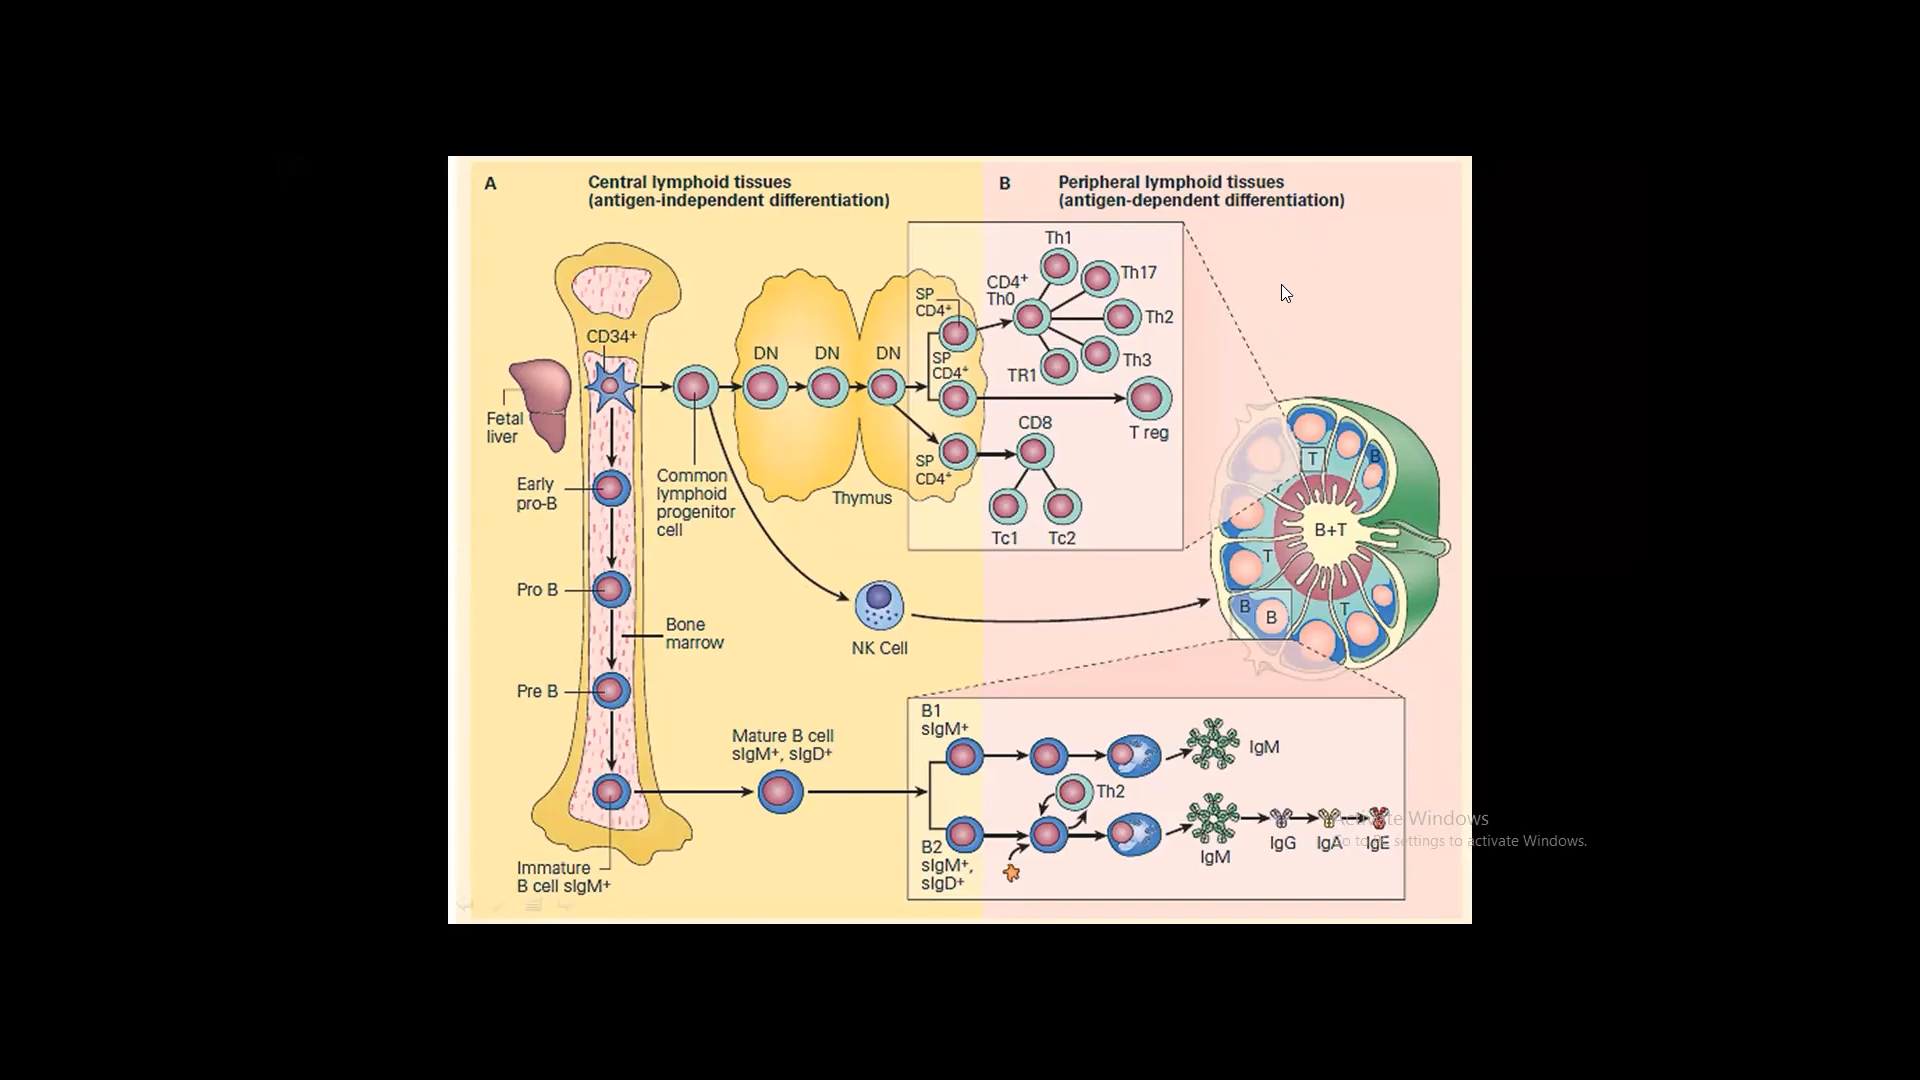 A
Central lymphoid tissues
(antigen-independent differentiation)
B
Peripheral lymphoid tissues
(antigen-dependent differentiation)
CD34+
Fetal
liver
Early
pro-B
Pro B
Pre B
Immature
B cell sIgM+
Bone
marrow
Common
lymphoid
progenitor
cell
DN
DN
DN
Thymus
SP
CD4+
SP
CD4+
SP
CD4+
CD4+
Th0
Th1
Th17
Th2
Th3
TR1
T reg
CD8
Tc1
Tc2
NK Cell
T
B
B+T
T
B
B
T
Mature B cell
sIgM+, sIgD+
B1
sIgM+
IgM
Th2
B2
sIgM+,
sIgD+
IgM
IgG
IgA
IgE
Activate Windows
Go to PC settings to activate Windows.